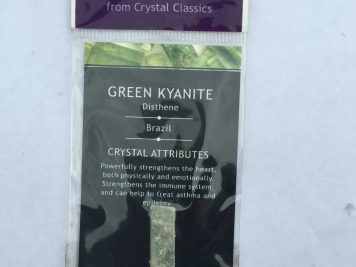 from Crystal Classics
GREEN KYANITE
Disthene
Brazil
CRYSTAL ATTRIBUTES
Powerfully strengthens the heart,
both physically and emotionally.
Strengthens the immune system,
and can help to treat asthma and
epilepsy.